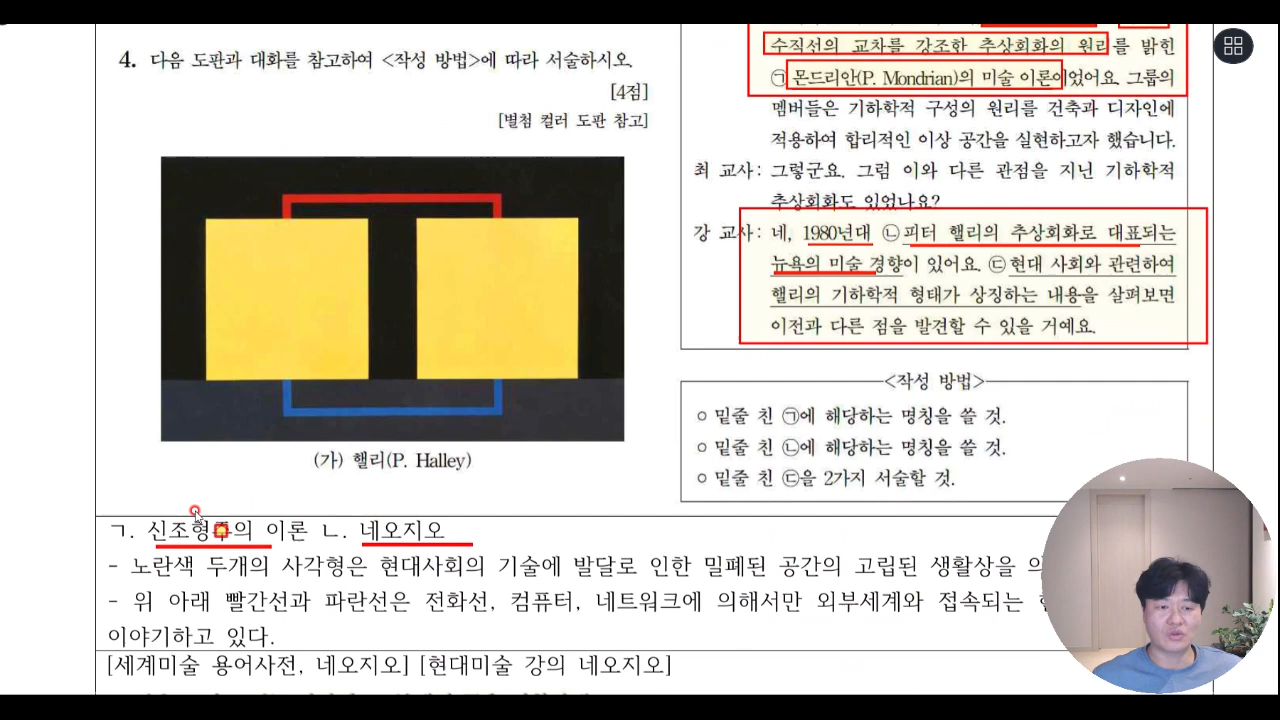 4. 다음 도판과 대화를 참고하여 <작성 방법>에 따라 서술하시오.
[4점]
[별첨 컬러 도판 참고]
(가) 핼리(P. Halley)
수직선의 교차를 강조한 추상회화의 원리를 밝힌
㉠ 몬드리안(P. Mondrian)의 미술 이론이었어요. 그룹의
멤버들은 기하학적 구성의 원리를 건축과 디자인에
적용하여 합리적인 이상 공간을 실현하고자 했습니다.
최 교사: 그렇군요. 그럼 이와 다른 관점을 지닌 기하학적
추상회화도 있었나요?
강 교사: 네, 1980년대 ㉡ 피터 핼리의 추상회화로 대표되는
뉴욕의 미술 경향이 있어요. ㉢ 현대 사회와 관련하여
핼리의 기하학적 형태가 상징하는 내용을 살펴보면
이전과 다른 점을 발견할 수 있을 거예요.
<작성 방법>
○ 밑줄 친 ㉠에 해당하는 명칭을 쓸 것.
○ 밑줄 친 ㉡에 해당하는 명칭을 쓸 것.
○ 밑줄 친 ㉢을 2가지 서술할 것.
ㄱ. 신조형주의 이론 ㄴ. 네오지오
- 노란색 두개의 사각형은 현대사회의 기술에 발달로 인한 밀폐된 공간의 고립된 생활상을
- 위 아래 빨간선과 파란선은 전화선, 컴퓨터, 네트워크에 의해서만 외부세계와 접속되는
이야기하고 있다.
[세계미술 용어사전, 네오지오] [현대미술 강의 네오지오]